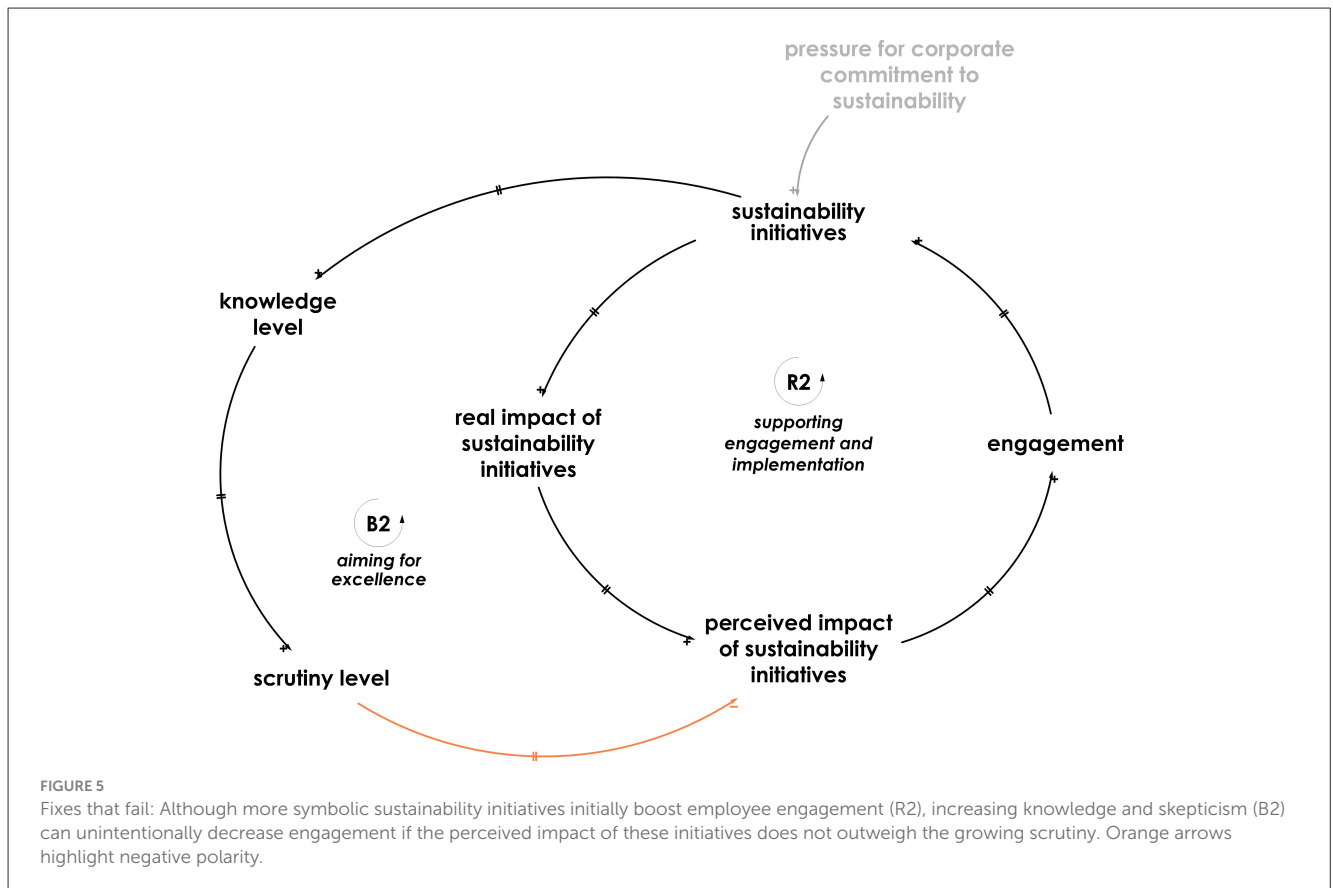 pressure for corporate
commitment to
sustainability
+
sustainability
initiatives
+
+
knowledge
level
+
R2
supporting
engagement and
implementation
real impact of
sustainability
initiatives
engagement
+
B2
aiming for
excellence
perceived impact
of sustainability
initiatives
+
+
scrutiny level
–
FIGURE 5
Fixes that fail: Although more symbolic sustainability initiatives initially boost employee engagement (R2), increasing knowledge and skepticism (B2)
can unintentionally decrease engagement if the perceived impact of these initiatives does not outweigh the growing scrutiny. Orange arrows
highlight negative polarity.